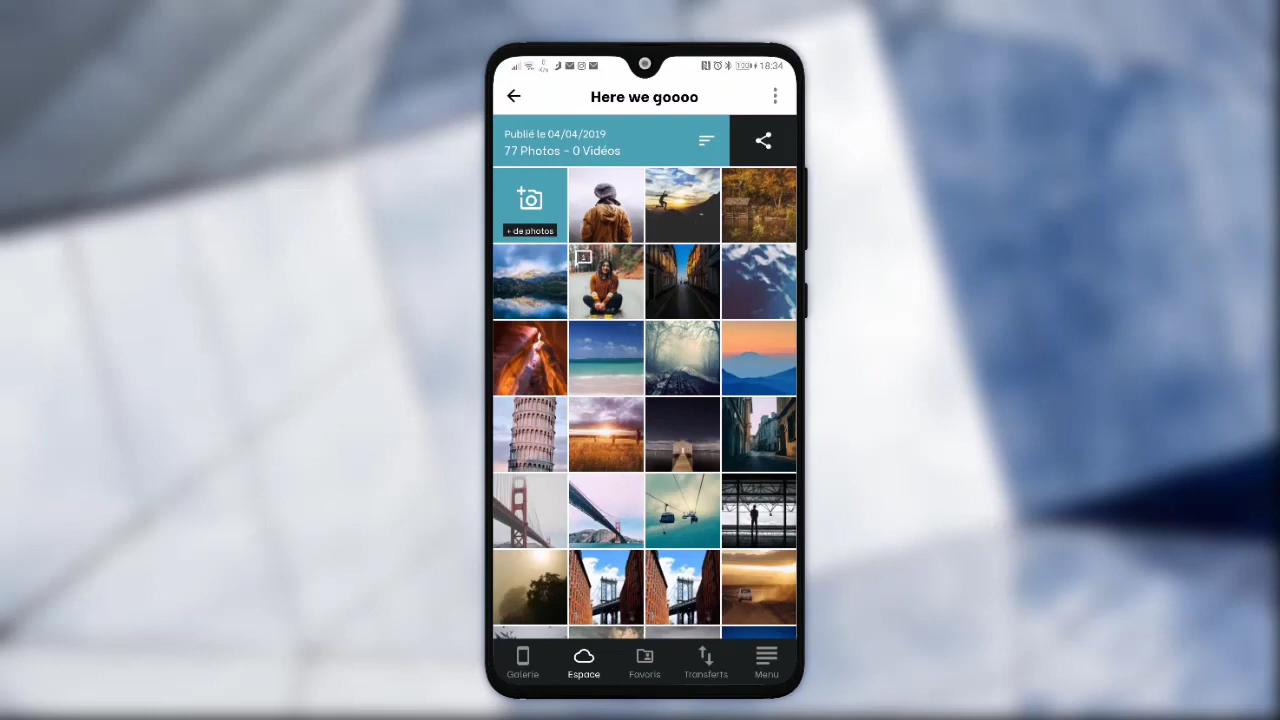 18:34
Here we goooo
Publié le 04/04/2019
77 Photos - 0 Vidéos
+ de photos
Galerie
Espace
Favoris
Transferts
Menu